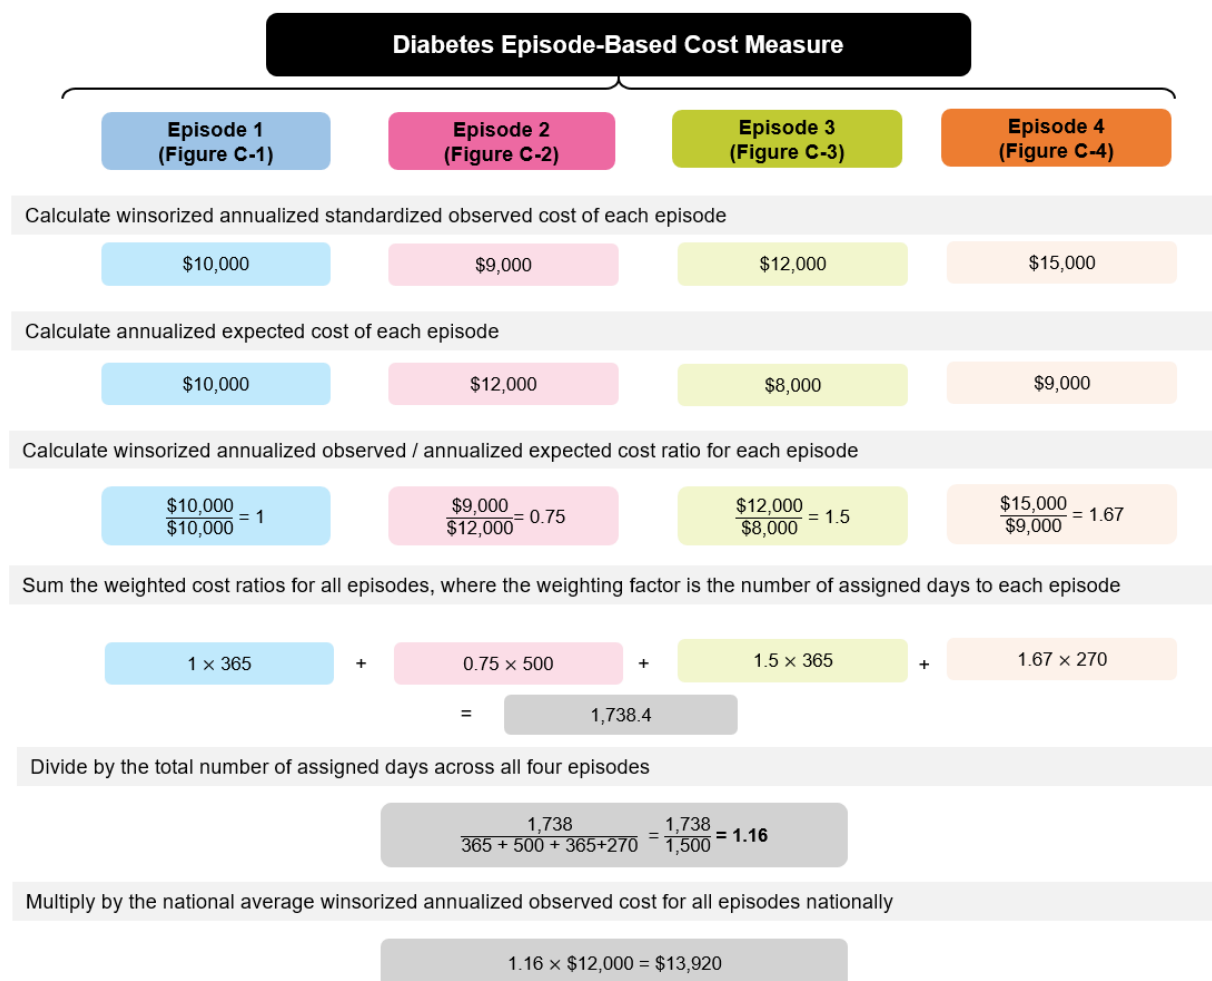 Diabetes Episode-Based Cost Measure
Episode 1
(Figure C-1)
Episode 2
(Figure C-2)
Episode 3
(Figure C-3)
Episode 4
(Figure C-4)
Calculate winsorized annualized standardized observed cost of each episode
$10,000
$9,000
$12,000
$15,000
Calculate annualized expected cost of each episode
$10,000
$12,000
$8,000
$9,000
Calculate winsorized annualized observed / annualized expected cost ratio for each episode
$10,000
$10,000
= 1
$9,000
$12,000
= 0.75
$12,000
$8,000
= 1.5
$15,000
$9,000
= 1.67
Sum the weighted cost ratios for all episodes, where the weighting factor is the number of assigned days to each episode
1 × 365
+
0.75 × 500
+
1.5 × 365
+
1.67 × 270
=
1,738.4
Divide by the total number of assigned days across all four episodes
1,738
365 + 500 + 365+270
=
1,738
1,500
= 1.16
Multiply by the national average winsorized annualized observed cost for all episodes nationally
1.16 × $12,000 = $13,920